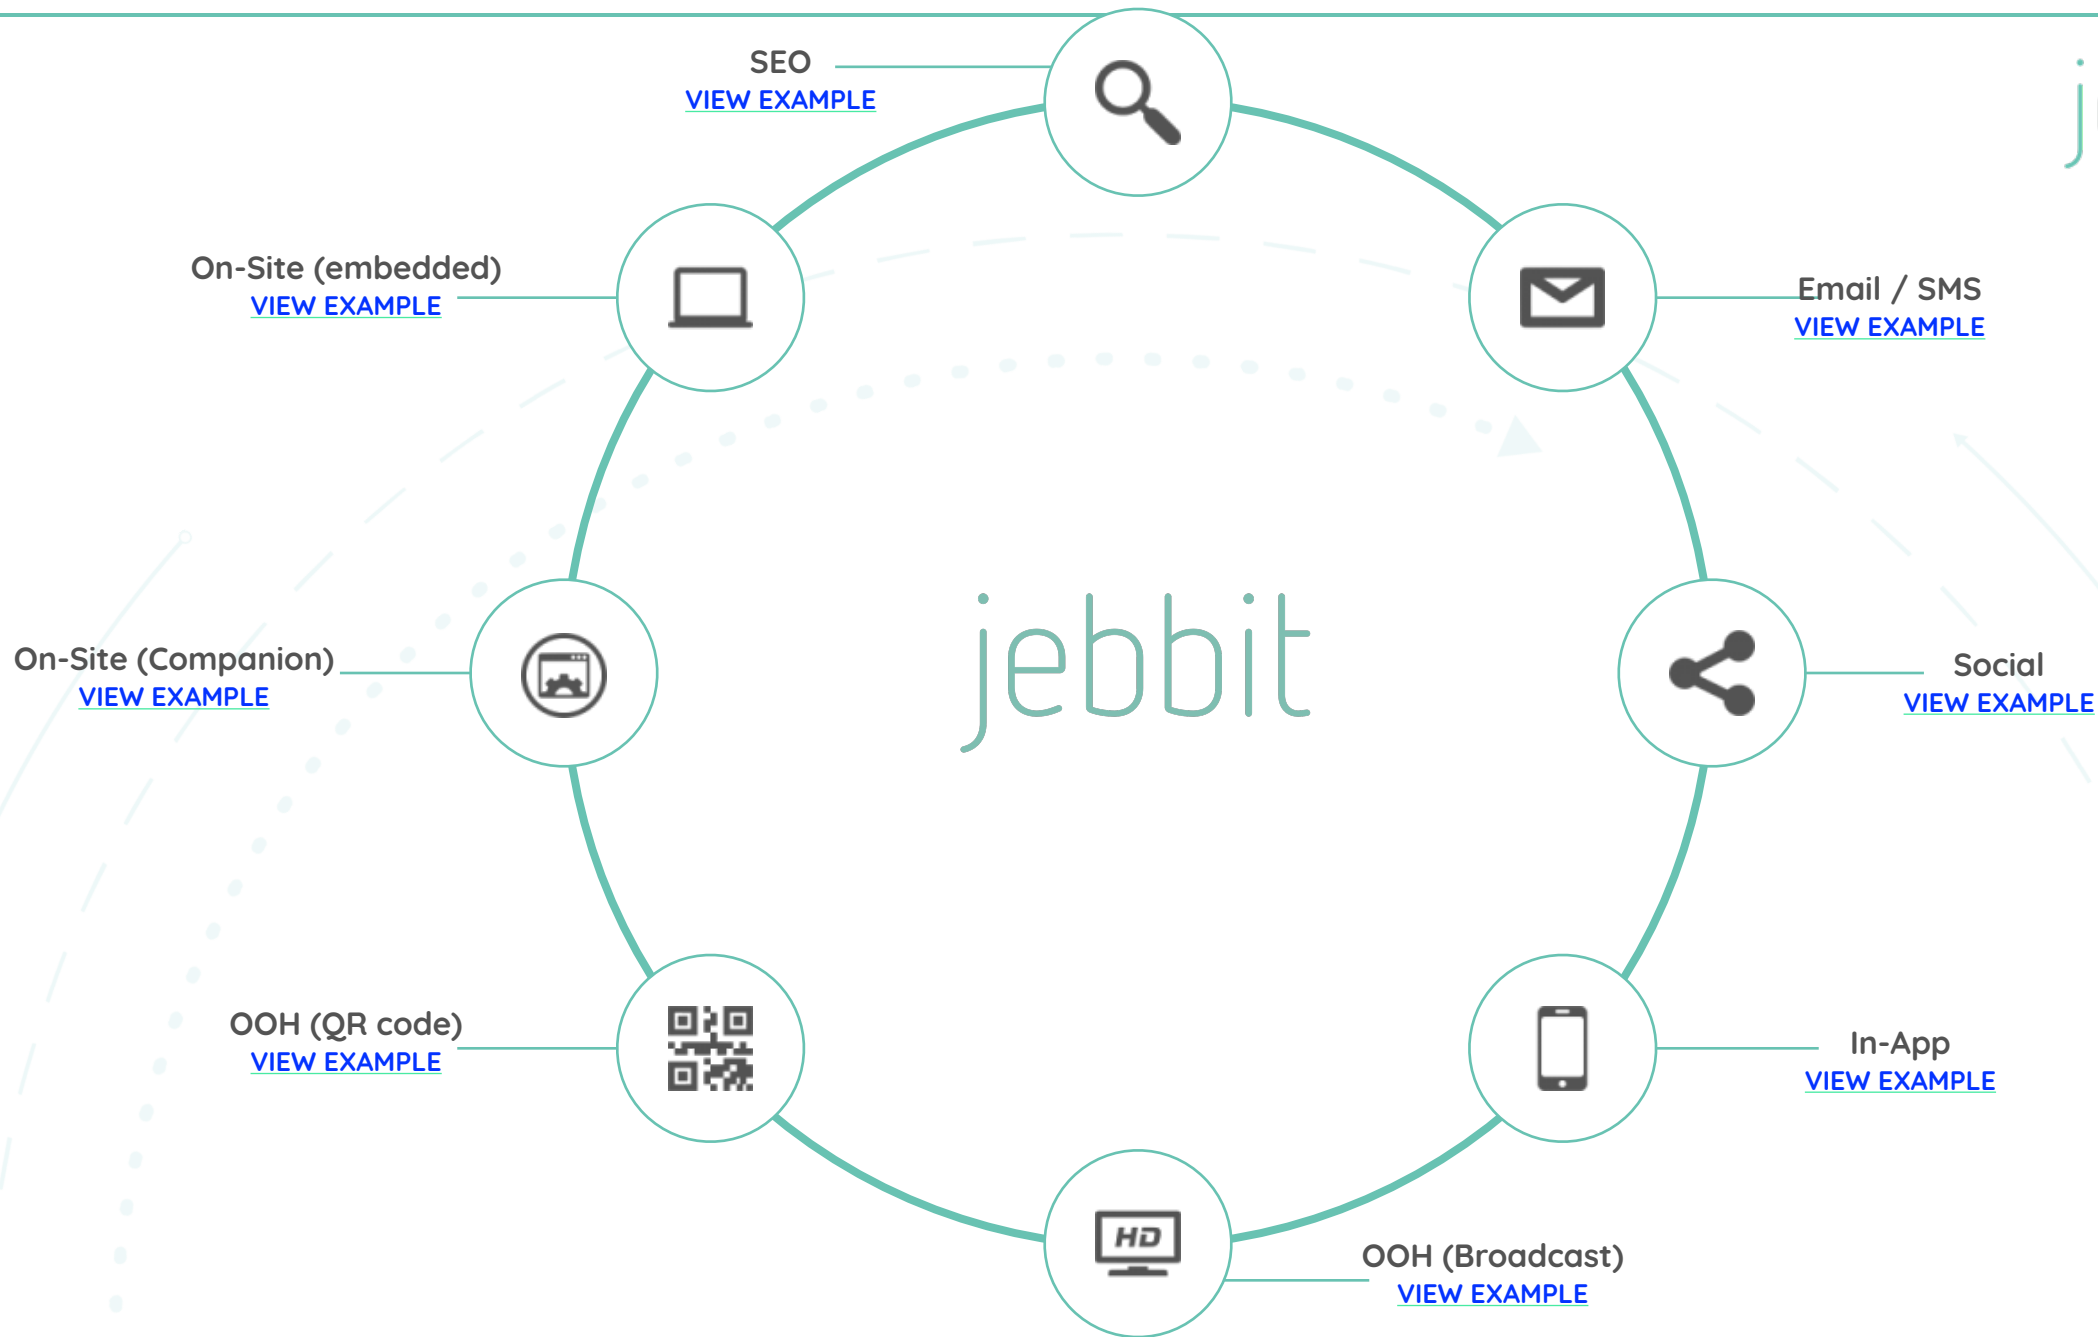 SEO
VIEW EXAMPLE
On-Site (embedded)
VIEW EXAMPLE
Email / SMS
VIEW EXAMPLE
jebbit
On-Site (Companion)
VIEW EXAMPLE
Social
VIEW EXAMPLE
OOH (QR code)
VIEW EXAMPLE
In-App
VIEW EXAMPLE
HD
OOH (Broadcast)
VIEW EXAMPLE